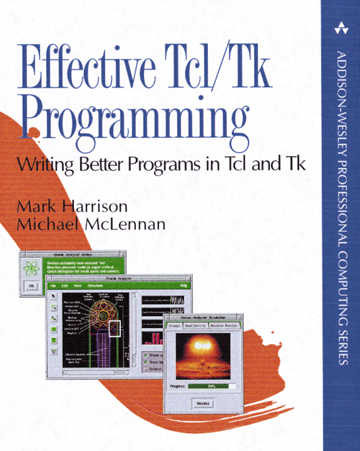 Effective Tcl/Tk
Programming
Writing Better Programs in Tcl and Tk
Mark Harrison
Michael McLennan
ADDISON-WESLEY PROFESSIONAL COMPUTING SERIES